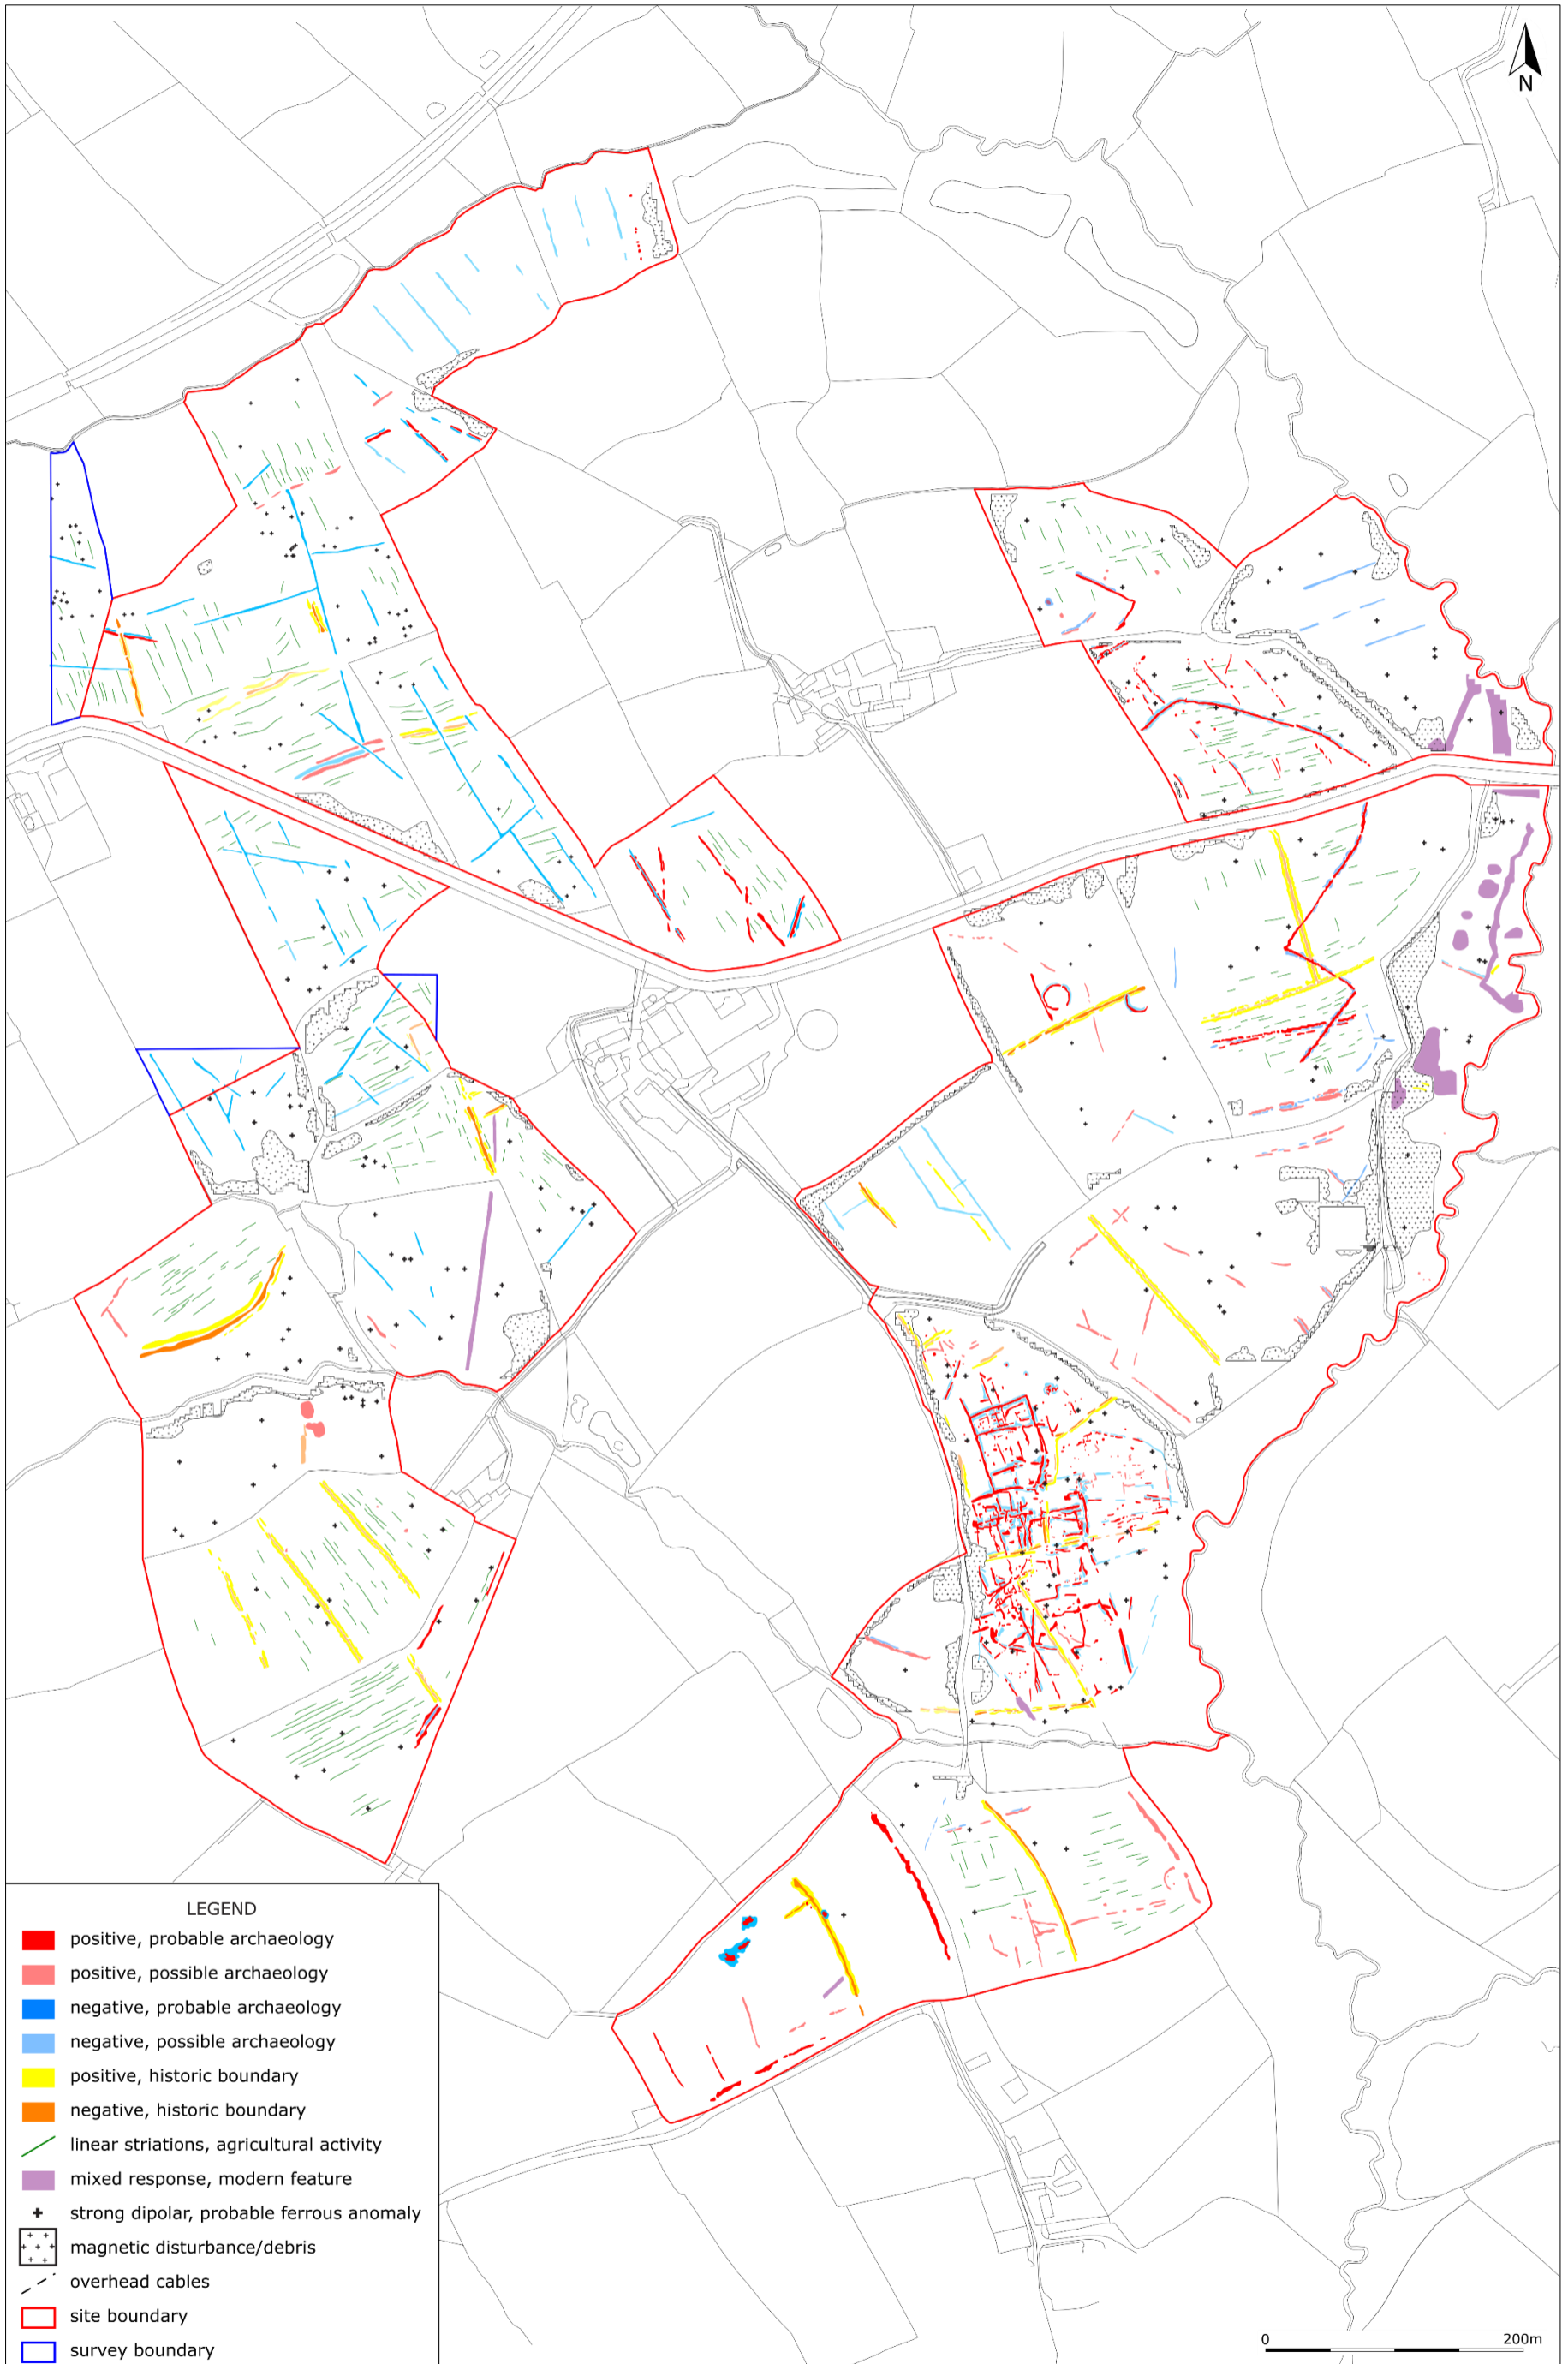 N
LEGEND
positive, probable archaeology
positive, possible archaeology
negative, probable archaeology
negative, possible archaeology
positive, historic boundary
negative, historic boundary
linear striations, agricultural activity
mixed response, modern feature
strong dipolar, probable ferrous anomaly
magnetic disturbance/debris
overhead cables
site boundary
survey boundary
0 200m